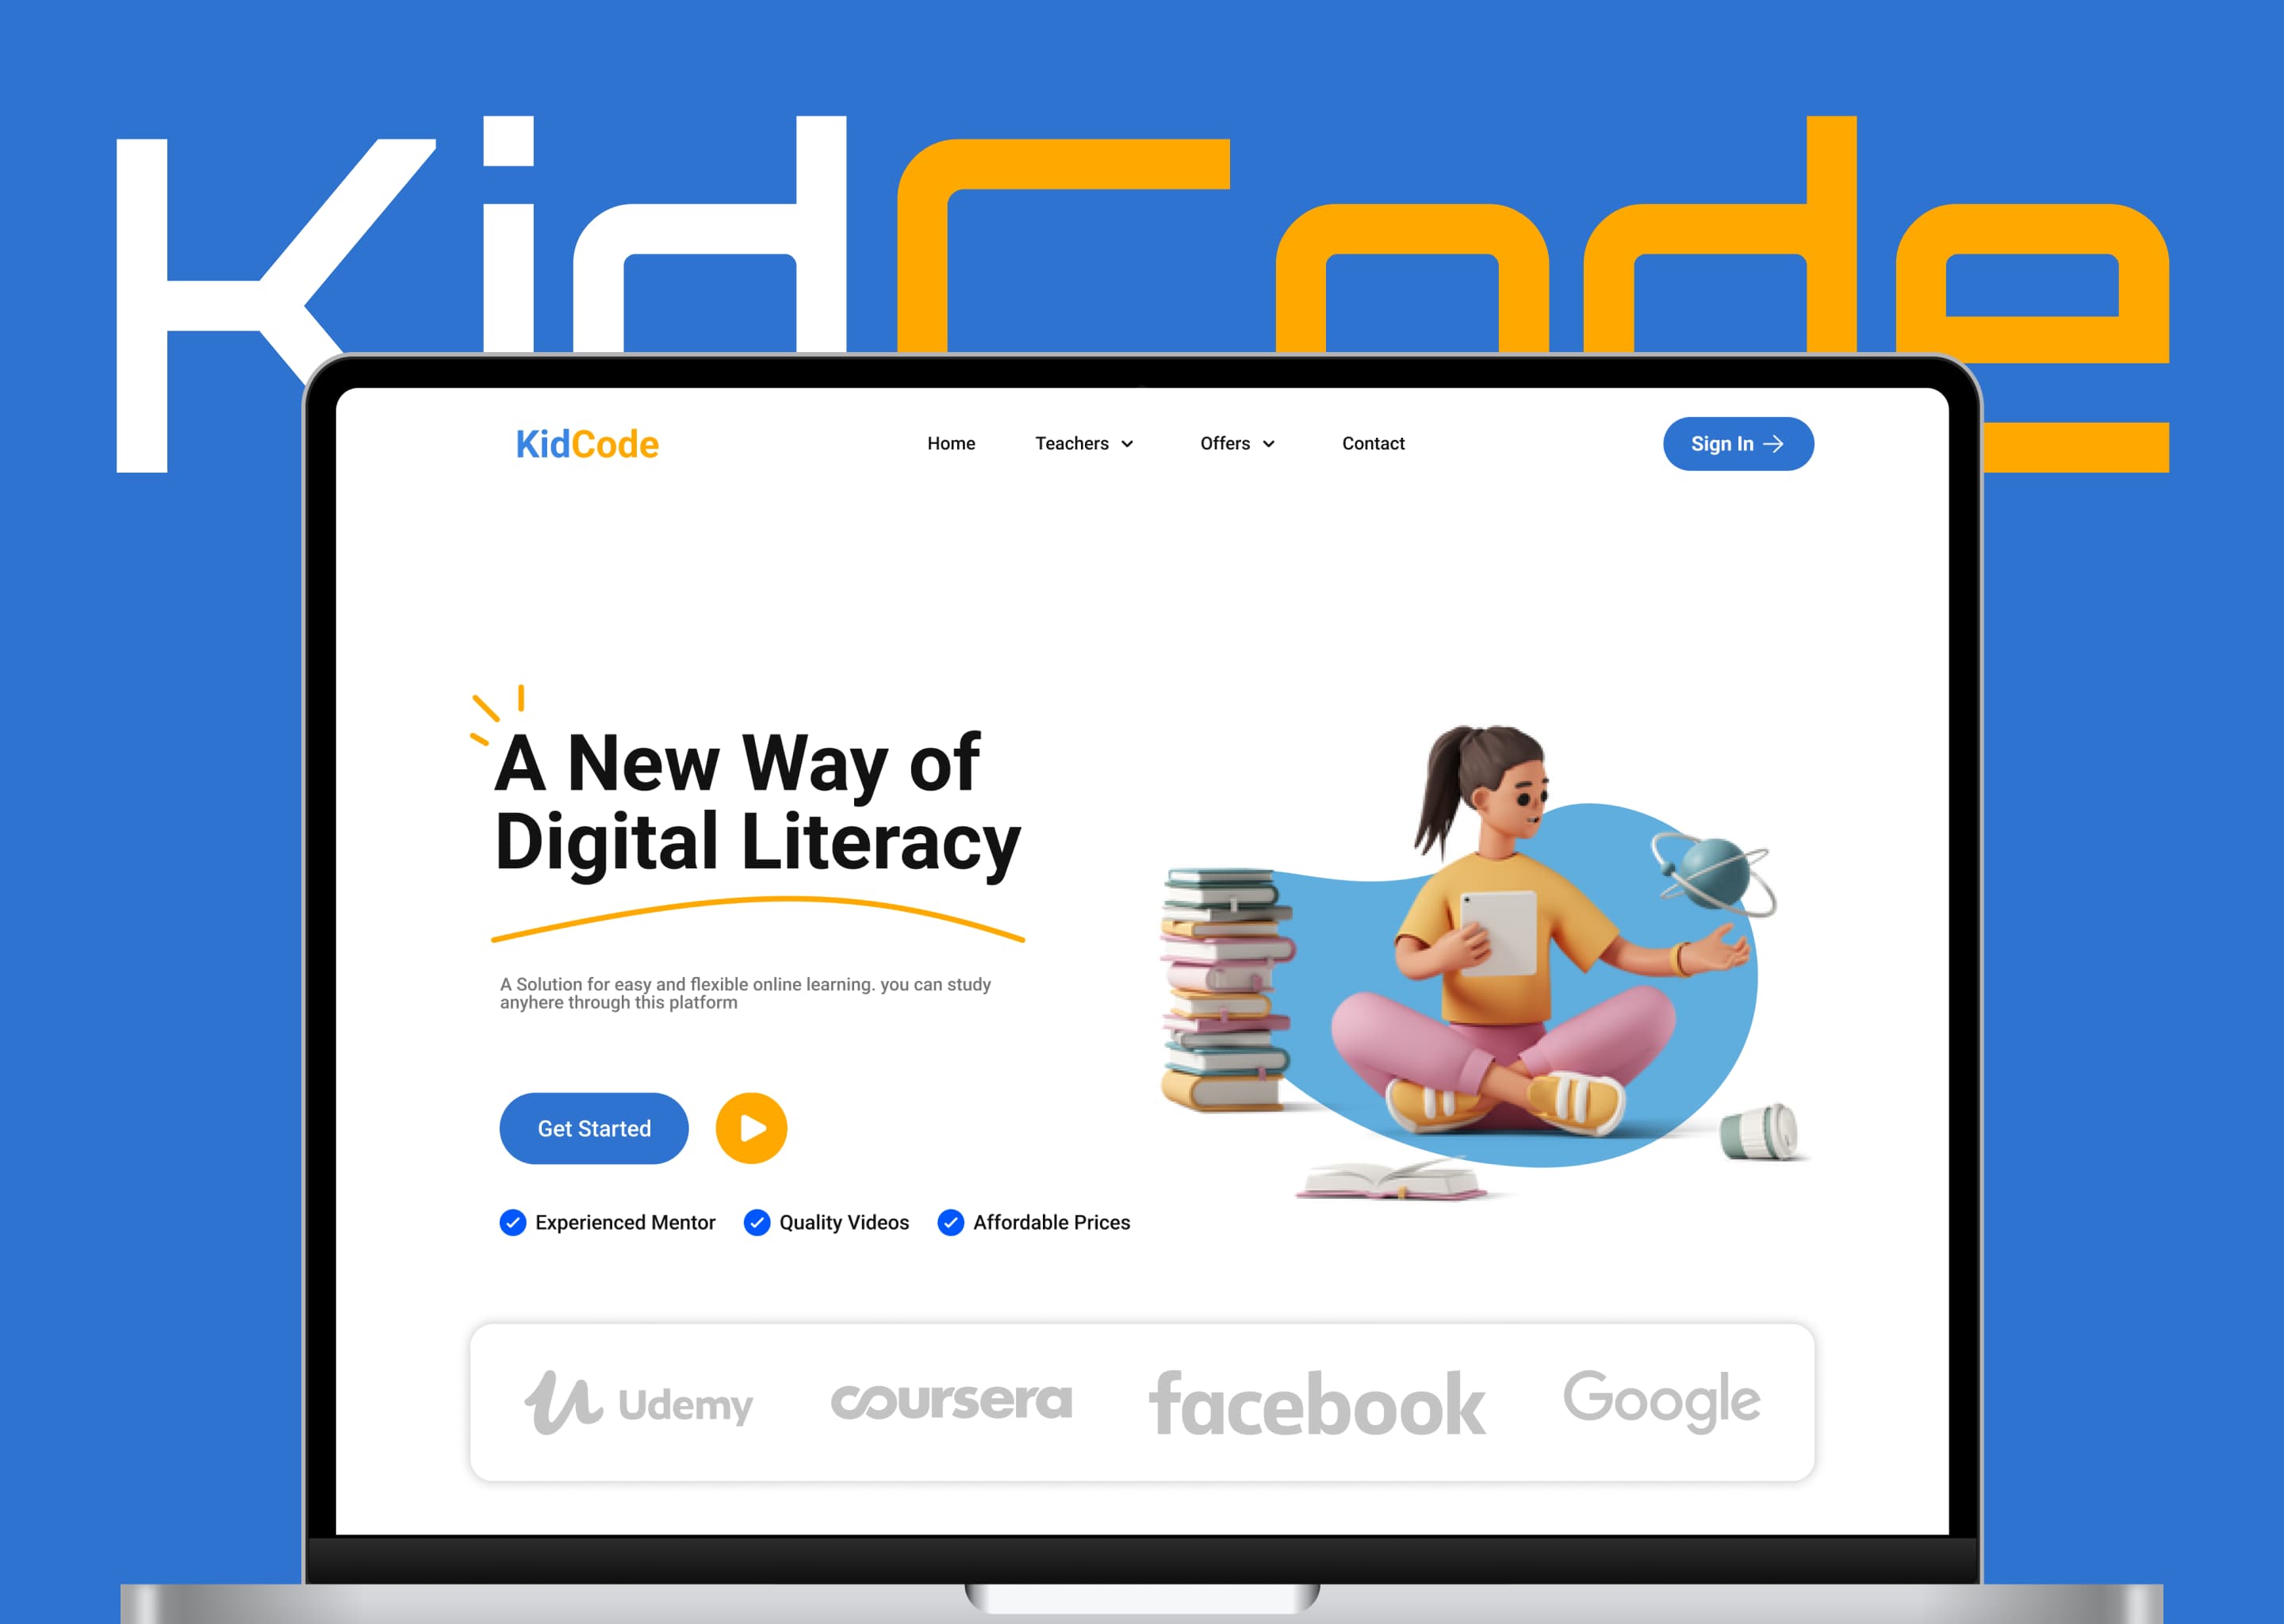 KidCode
KidCode
Home Teachers Offers Contact
Sign In
A New Way of
Digital Literacy
A Solution for easy and flexible online learning. you can study
anyhere through this platform
Get Started
Experienced Mentor Quality Videos Affordable Prices
Udemy coursera facebook Google